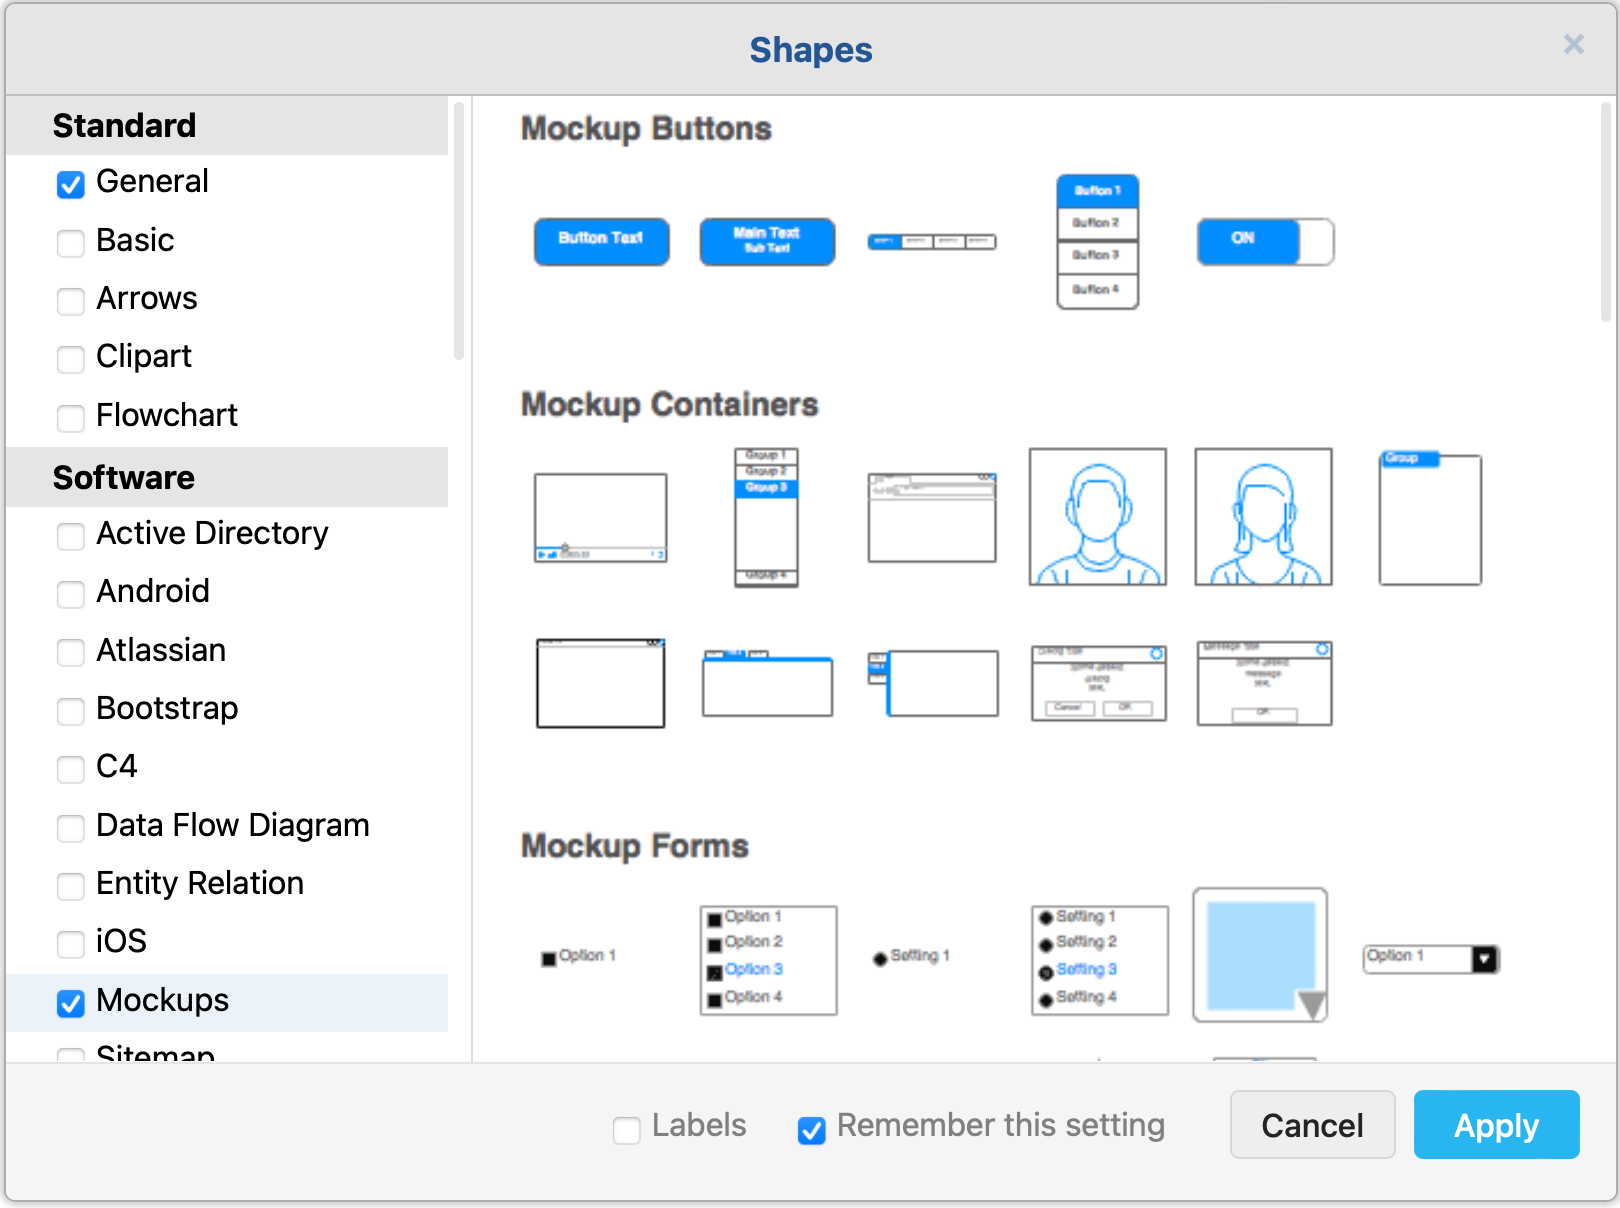 Shapes
Standard
General
Basic
Arrows
Clipart
Flowchart
Software
Active Directory
Android
Atlassian
Bootstrap
C4
Data Flow Diagram
Entity Relation
iOS
Mockups
Sitemap
Mockup Buttons
Button Text
Main Text
Sub Text
Button 1
Button 2
Button 3
Button 4
ON
Mockup Containers
Group 1
Group 2
Group 3
Group 4
Group
Cancel
OK
OK
Mockup Forms
Option 1
Option 1
Option 2
Option 3
Option 4
Setting 1
Setting 1
Setting 2
Setting 3
Setting 4
Option 1
Labels
Remember this setting
Cancel
Apply